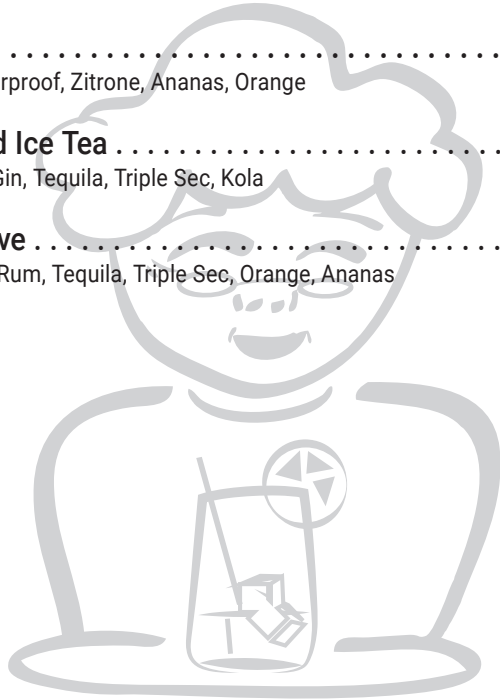 . . . . . . . . . . . . . . . . . . . . . . . . . . . . . . . . . . . . . .
rproof, Zitrone, Ananas, Orange
d Ice Tea . . . . . . . . . . . . . . . . . . . . . . . . . . . . . .
Gin, Tequila, Triple Sec, Kola
ve . . . . . . . . . . . . . . . . . . . . . . . . . . . . . . . . . . . .
Rum, Tequila, Triple Sec, Orange, Ananas